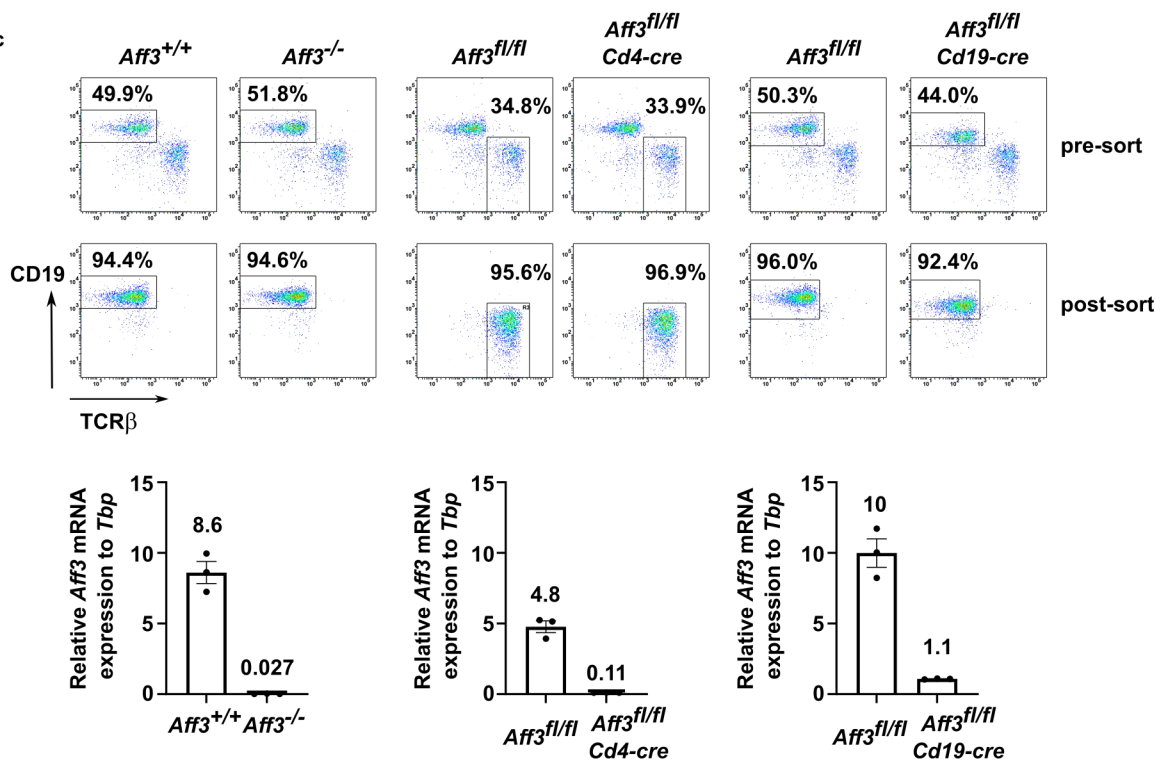 c
Aff3+/+ Aff3-/- Aff3fl/fl Aff3fl/fl Cd4-cre Aff3fl/fl Aff3fl/fl Cd19-cre
49.9% 51.8% 34.8% 33.9% 50.3% 44.0%
pre-sort
94.4% 94.6% 95.6% 96.9% 96.0% 92.4%
R3
CD19
post-sort
TCRβ
Relative Aff3 mRNA
expression to Tbp
15
10
5
0
8.6
0.027
Aff3+/+ Aff3-/-
Relative Aff3 mRNA
expression to Tbp
15
10
5
0
4.8
0.11
Aff3fl/fl
Aff3fl/fl
Cd4-cre
Relative Aff3 mRNA
expression to Tbp
15
10
5
0
10
1.1
Aff3fl/fl
Aff3fl/fl
Cd19-cre